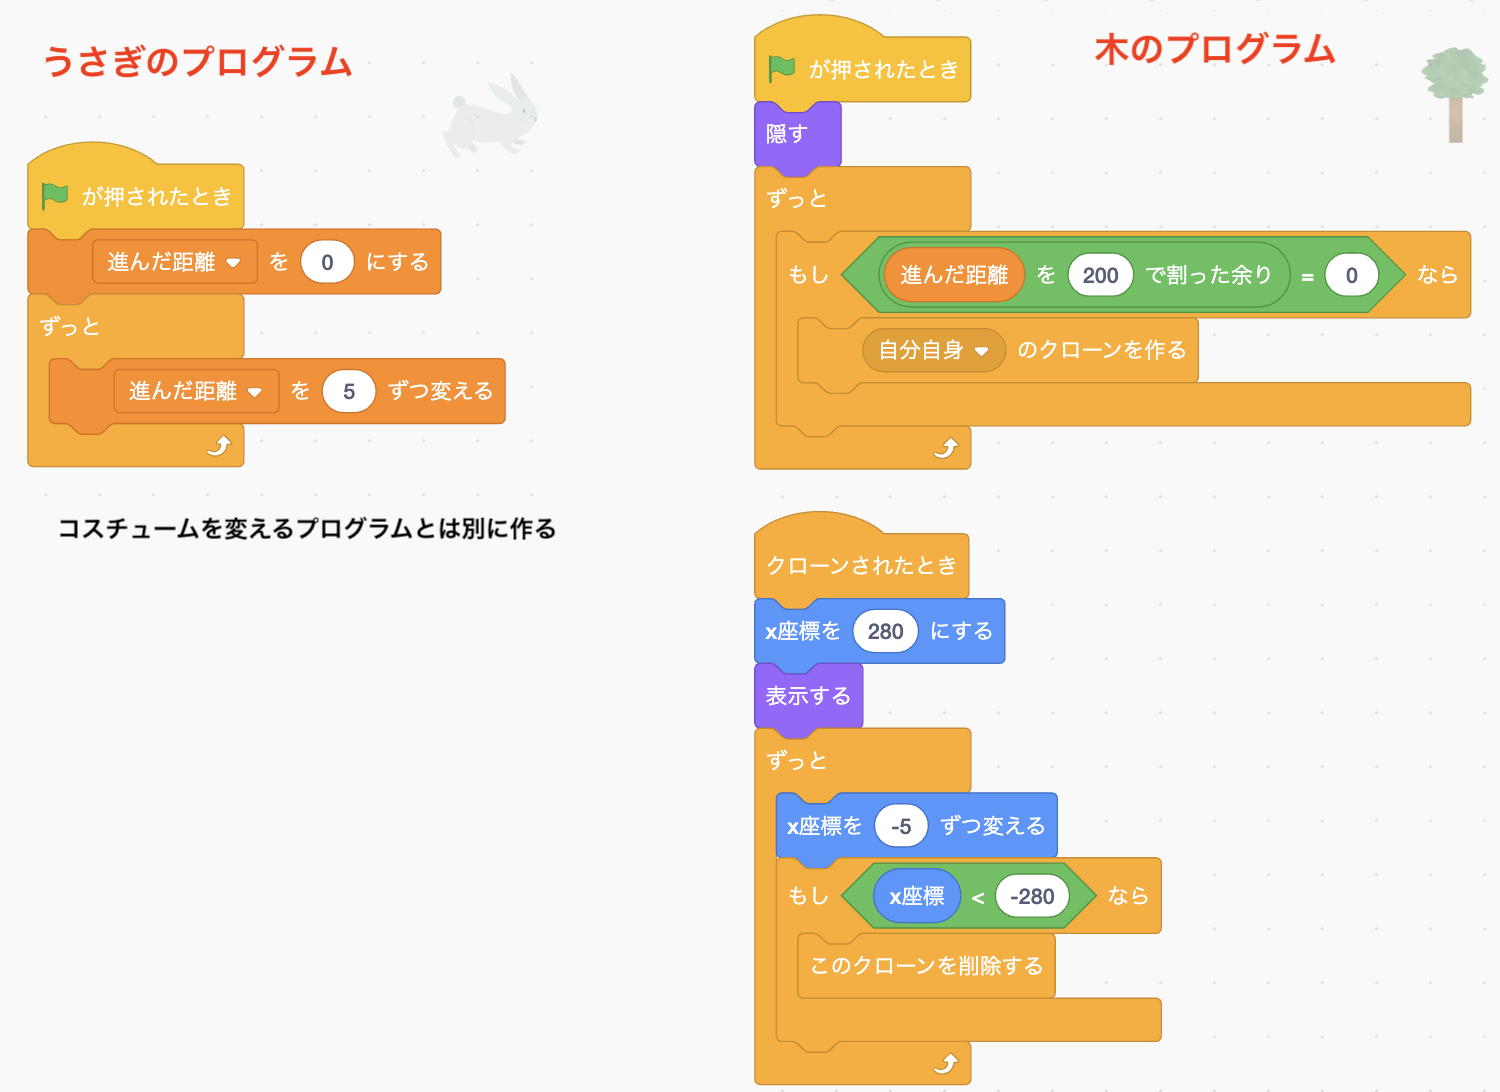 うさぎのプログラム
が押されたとき
進んだ距離 を 0 にする
ずっと
進んだ距離 を 5 ずつ変える
コスチュームを変えるプログラムとは別に作る
木のプログラム
が押されたとき
隠す
ずっと
もし 進んだ距離 を 200 で割った余り = 0 なら
自分自身 のクローンを作る
クローンされたとき
x座標を 280 にする
表示する
ずっと
x座標を -5 ずつ変える
もし x座標 < -280 なら
このクローンを削除する